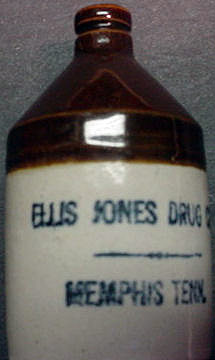 ELLIS JONES DRUG
MEMPHIS TENN.